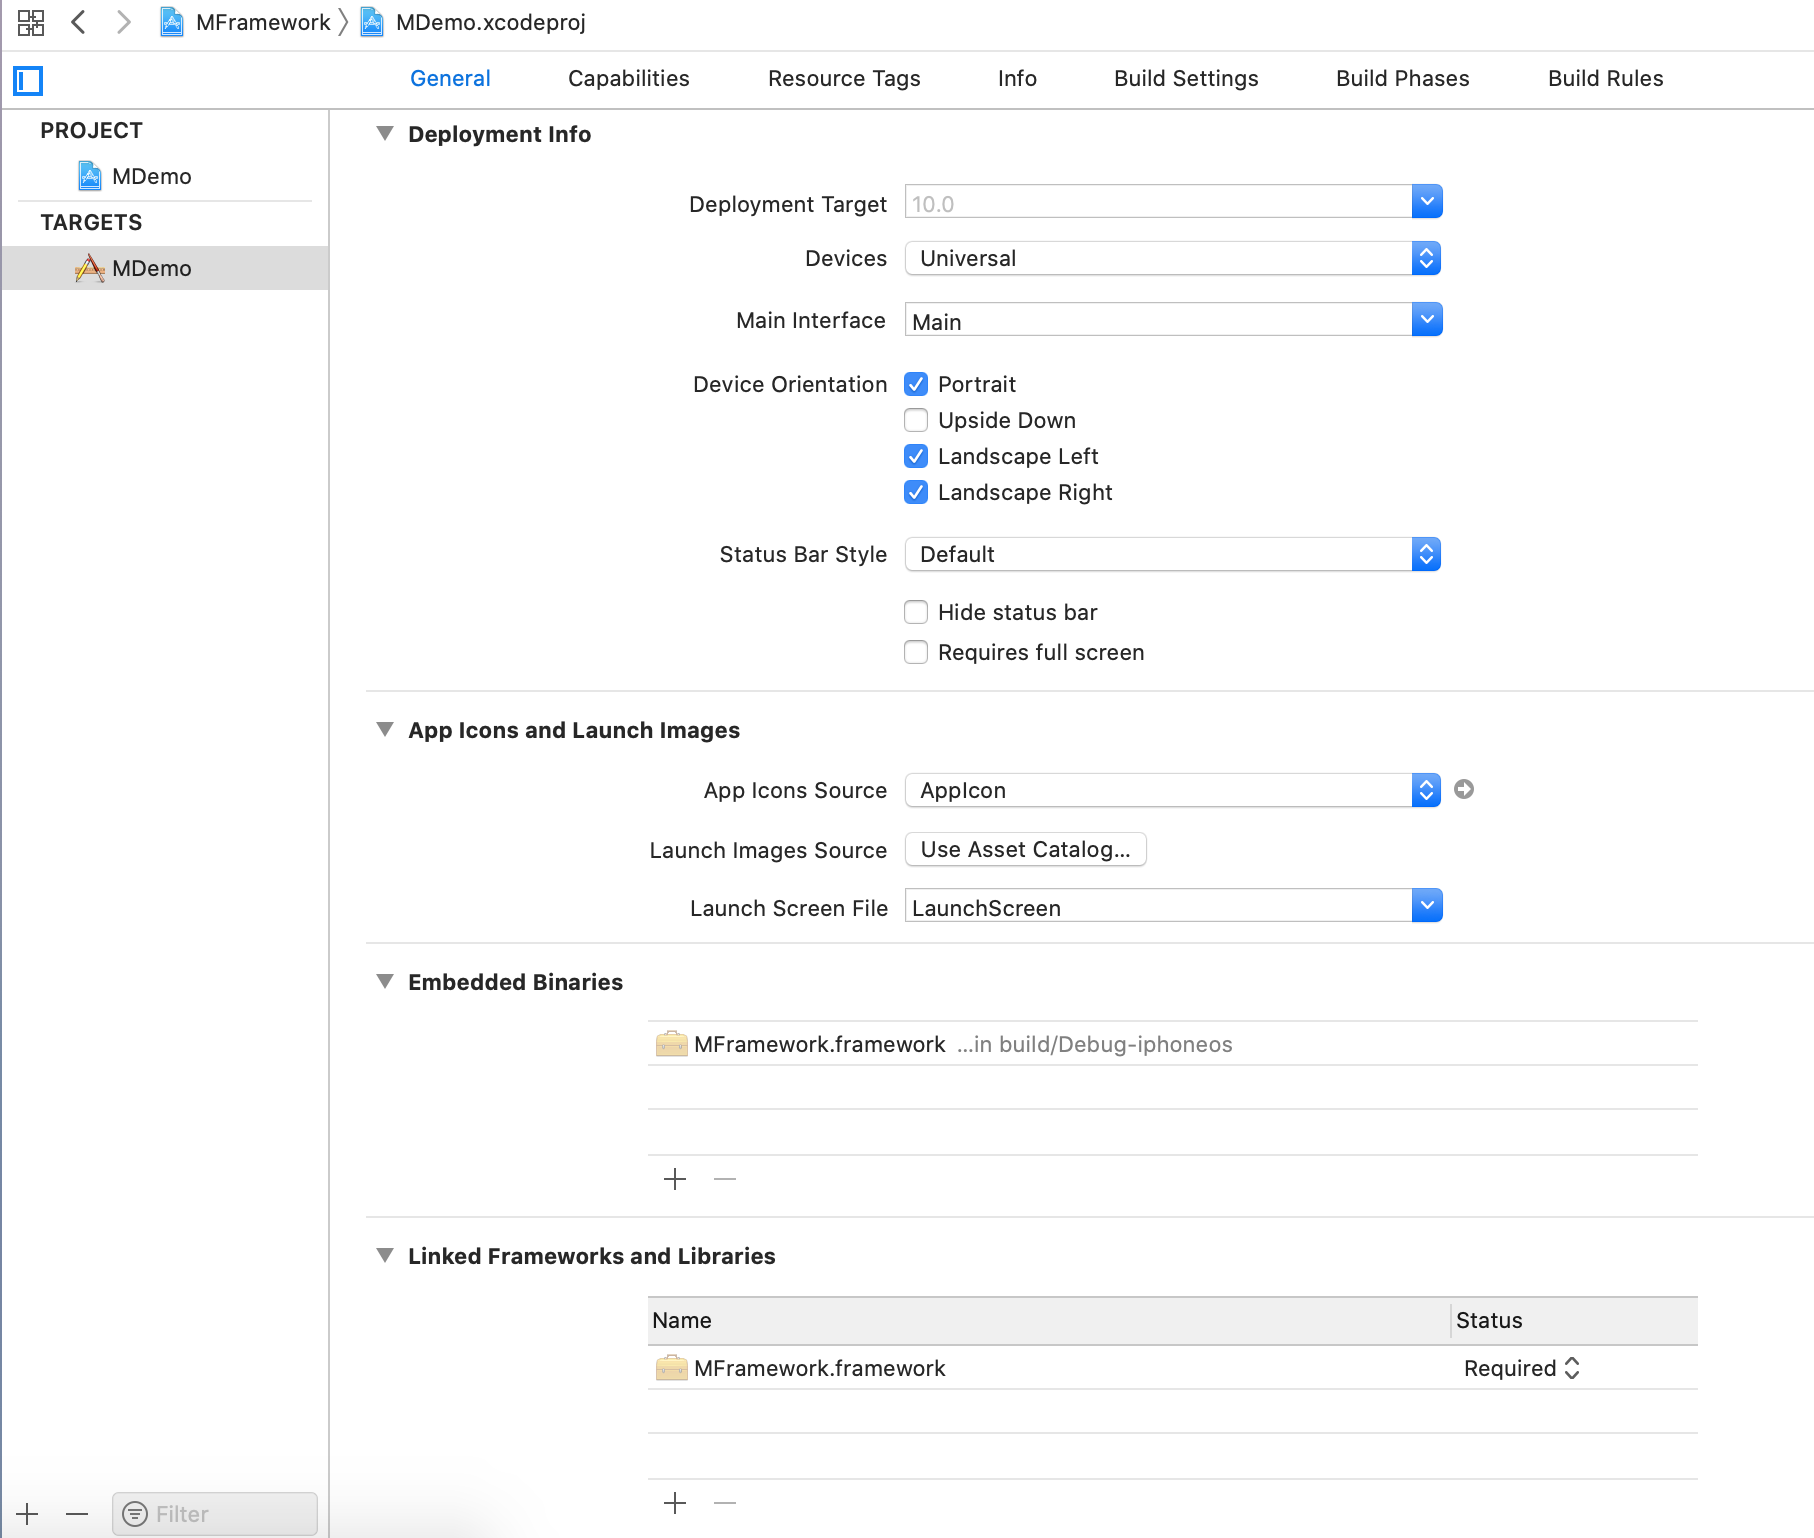 MFramework MDemo.xcodeproj
General Capabilities Resource Tags Info Build Settings Build Phases Build Rules
PROJECT
MDemo
TARGETS
MDemo
Deployment Info
Deployment Target 10.0
Devices Universal
Main Interface Main
Device Orientation Portrait
Upside Down
Landscape Left
Landscape Right
Status Bar Style Default
Hide status bar
Requires full screen
App Icons and Launch Images
App Icons Source AppIcon
Launch Images Source Use Asset Catalog...
Launch Screen File LaunchScreen
Embedded Binaries
MFramework.framework ...in build/Debug-iphoneos
Linked Frameworks and Libraries
Name Status
MFramework.framework Required
Filter